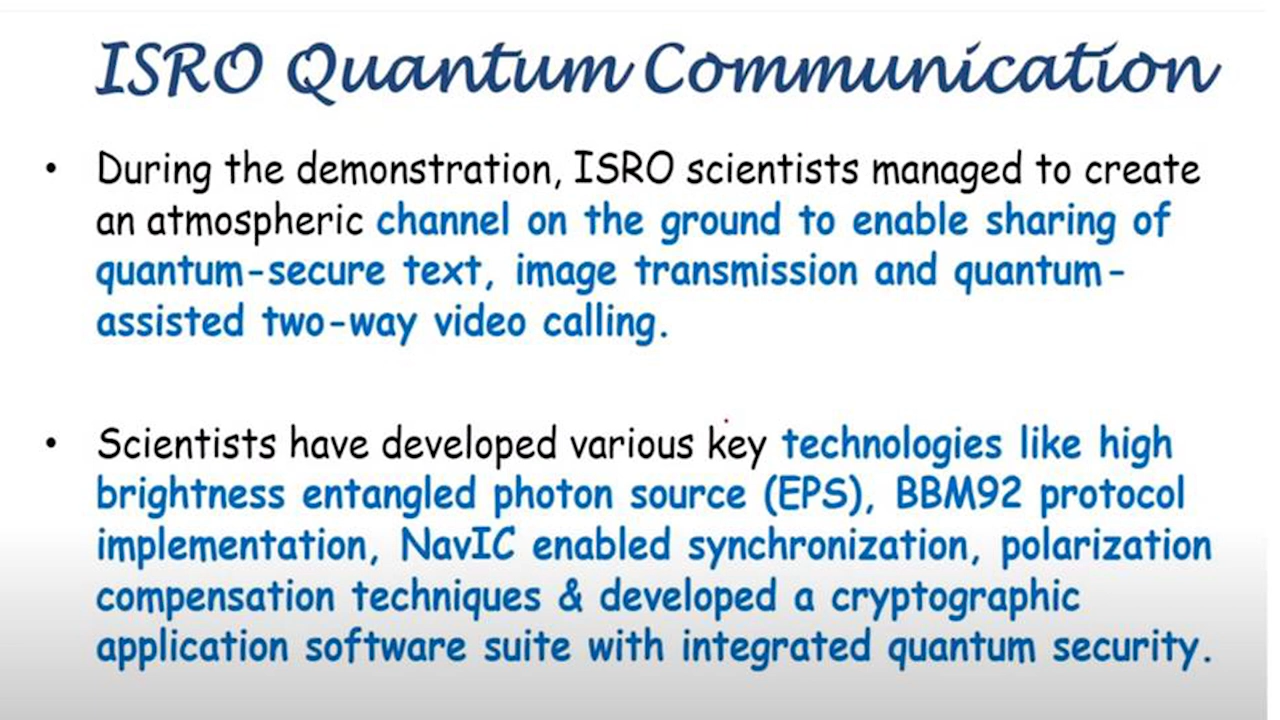 ISRO Quantum Communication
• During the demonstration, ISRO scientists managed to create
an atmospheric channel on the ground to enable sharing of
quantum-secure text, image transmission and quantum-
assisted two-way video calling.
• Scientists have developed various key technologies like high
brightness entangled photon source (EPS), BBM92 protocol
implementation, NavIC enabled synchronization, polarization
compensation techniques & developed a cryptographic
application software suite with integrated quantum security.